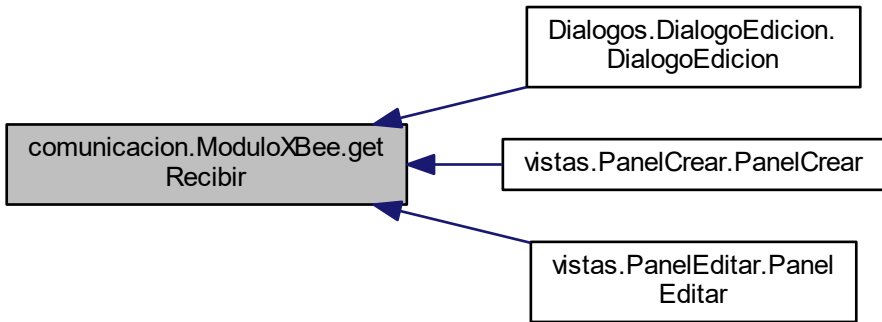 comunicacion.ModuloXBee.get
Recibir
Dialogos.DialogoEdicion.
DialogoEdicion
vistas.PanelCrear.PanelCrear
vistas.PanelEditar.Panel
Editar